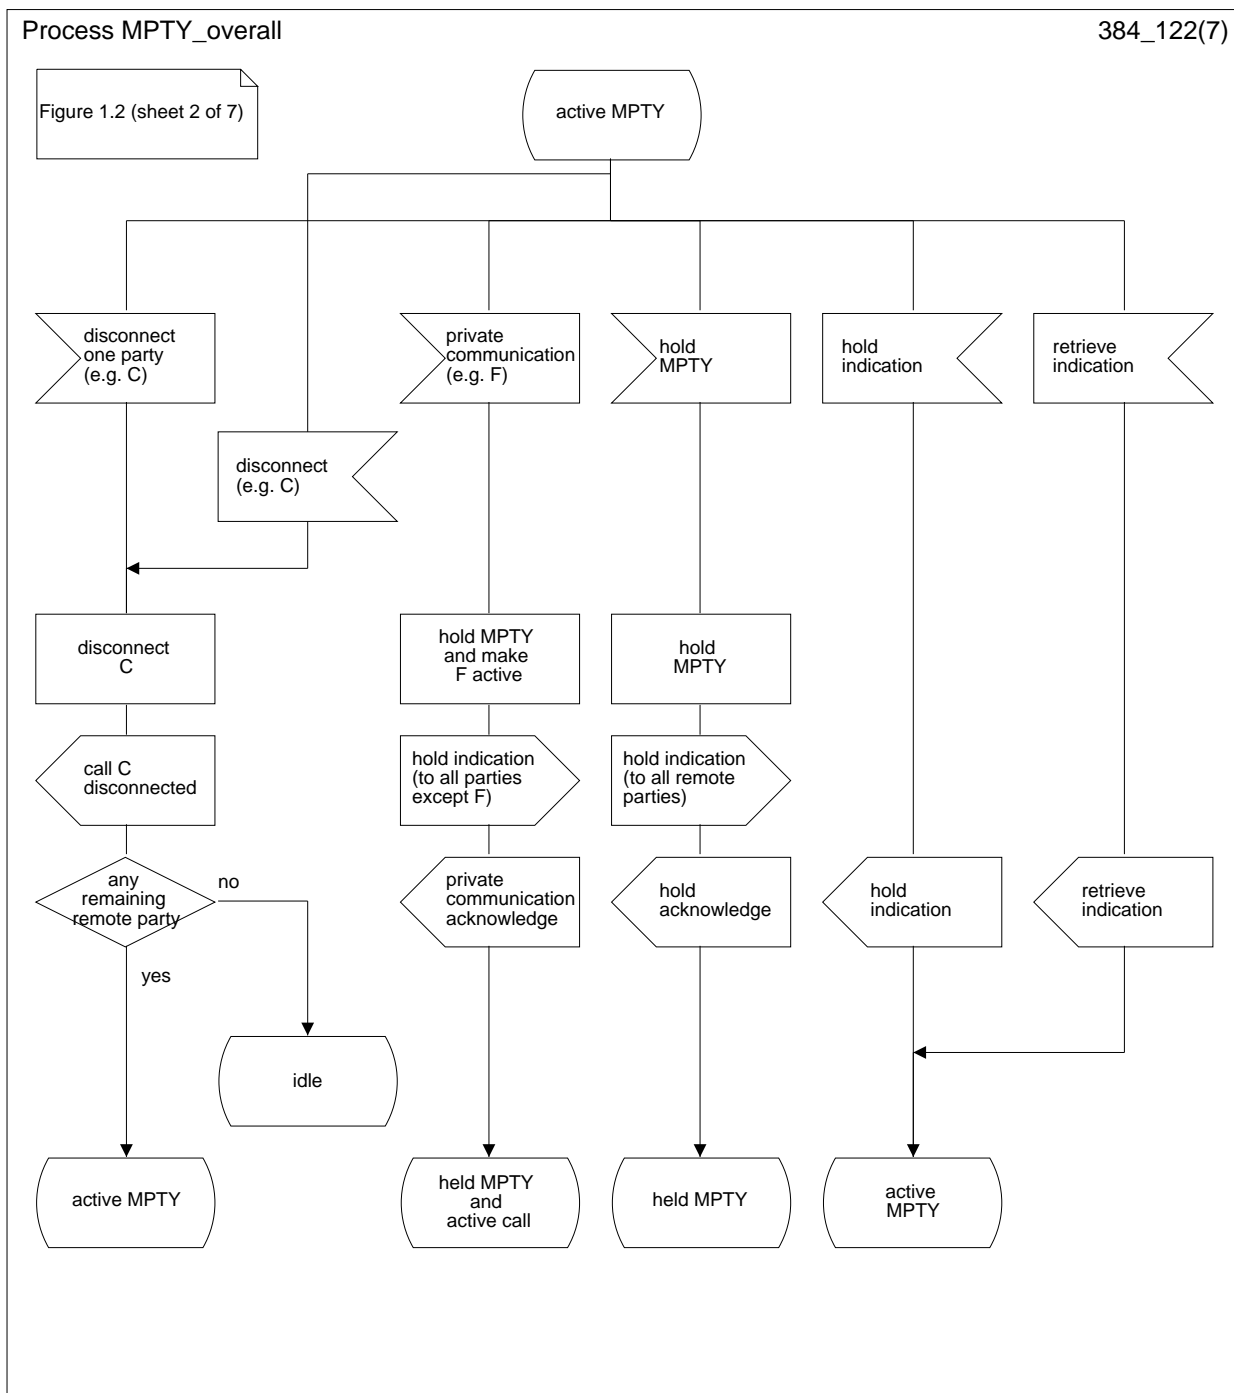 Process MPTY_overall
384_122(7)
Figure 1.2 (sheet 2 of 7)
active MPTY
disconnect
one party
(e.g. C)
private
communication
(e.g. F)
hold
MPTY
hold
indication
retrieve
indication
disconnect
(e.g. C)
disconnect
C
hold MPTY
and make
F active
hold
MPTY
call C
disconnected
hold indication
(to all parties
except F)
hold indication
(to all remote
parties)
any
remaining
remote party
no
yes
private
communication
acknowledge
hold
acknowledge
hold
indication
retrieve
indication
idle
active MPTY
held MPTY
and
active call
held MPTY
active
MPTY